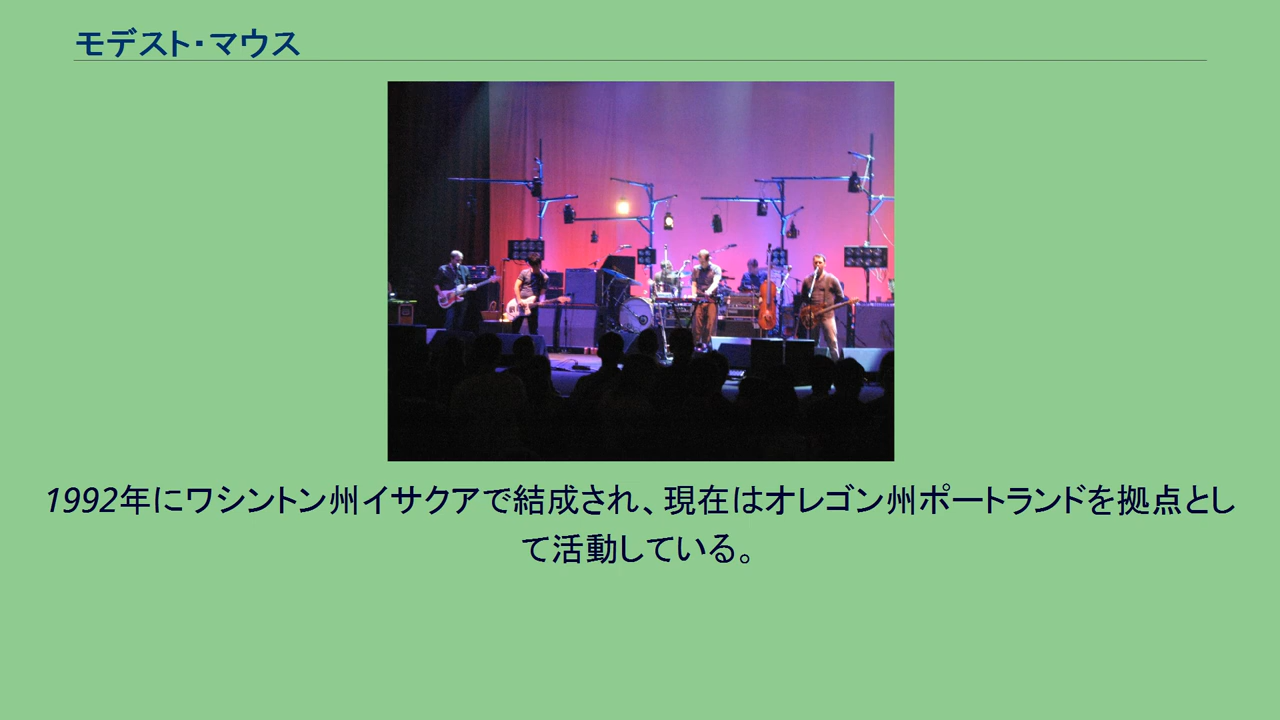 モデスト・マウス
1992年にワシントン州イサクアで結成され、現在はオレゴン州ポートランドを拠点とし
て活動している。